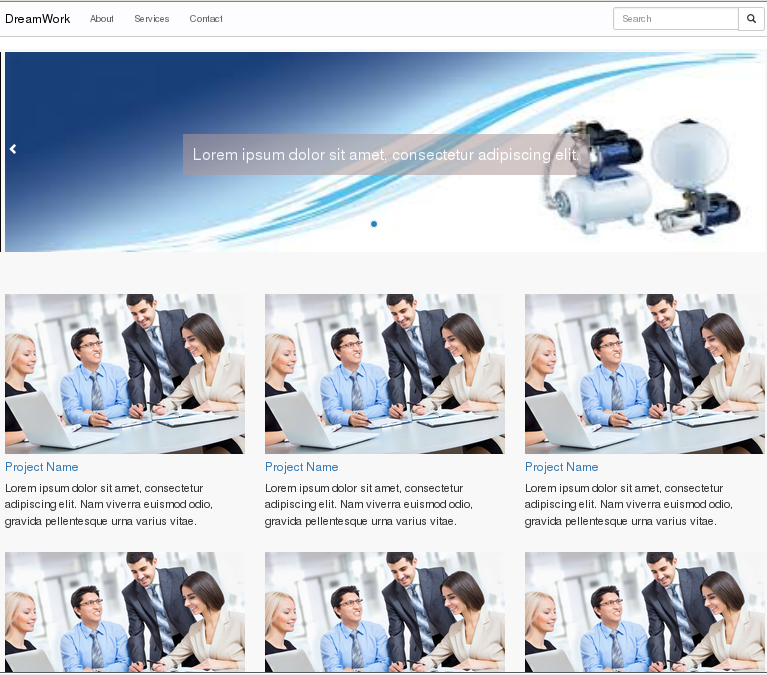 DreamWork About Services Contact Search
Lorem ipsum dolor sit amet, consectetur adipiscing elit.
Project Name
Lorem ipsum dolor sit amet, consectetur
adipiscing elit. Nam viverra euismod odio,
gravida pellentesque urna varius vitae.
Project Name
Lorem ipsum dolor sit amet, consectetur
adipiscing elit. Nam viverra euismod odio,
gravida pellentesque urna varius vitae.
Project Name
Lorem ipsum dolor sit amet, consectetur
adipiscing elit. Nam viverra euismod odio,
gravida pellentesque urna varius vitae.